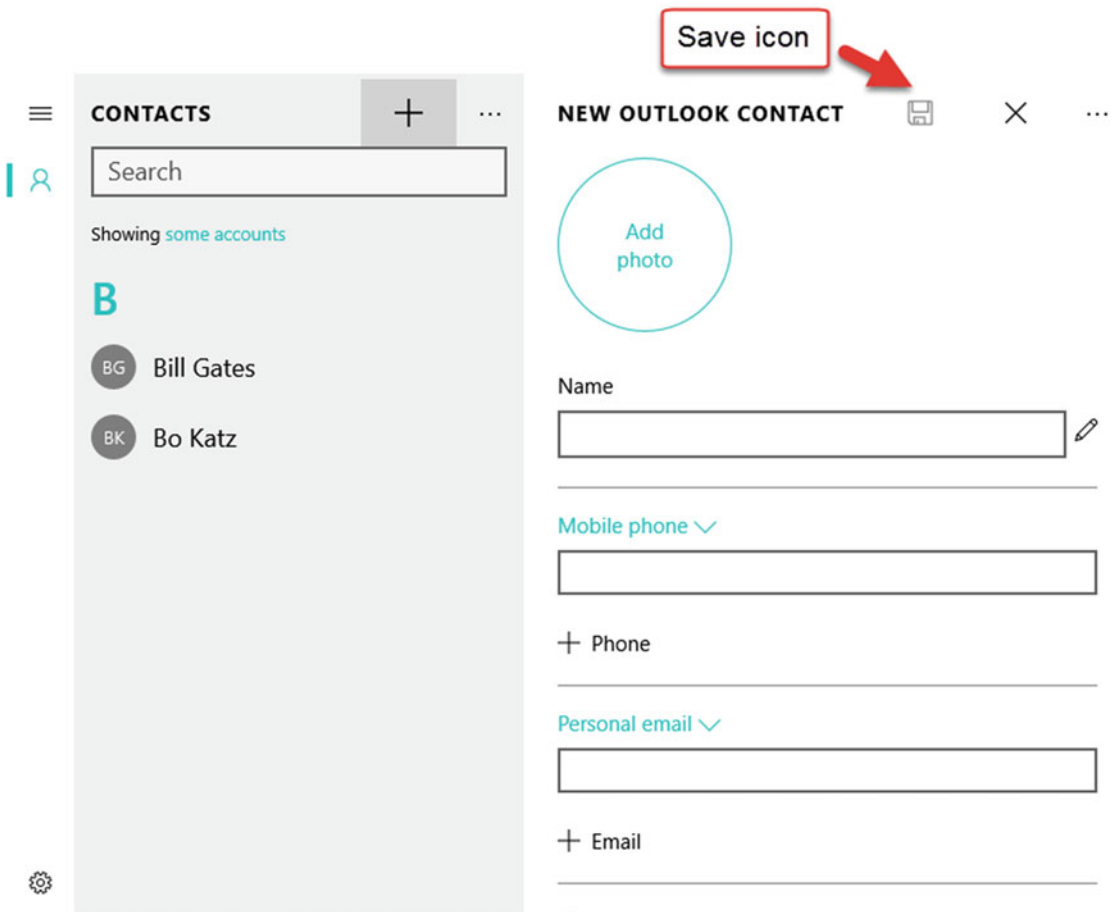 Save icon
CONTACTS
Search
Showing some accounts
B
BG Bill Gates
BK Bo Katz
NEW OUTLOOK CONTACT
Add
photo
Name
Mobile phone
+ Phone
Personal email
+ Email